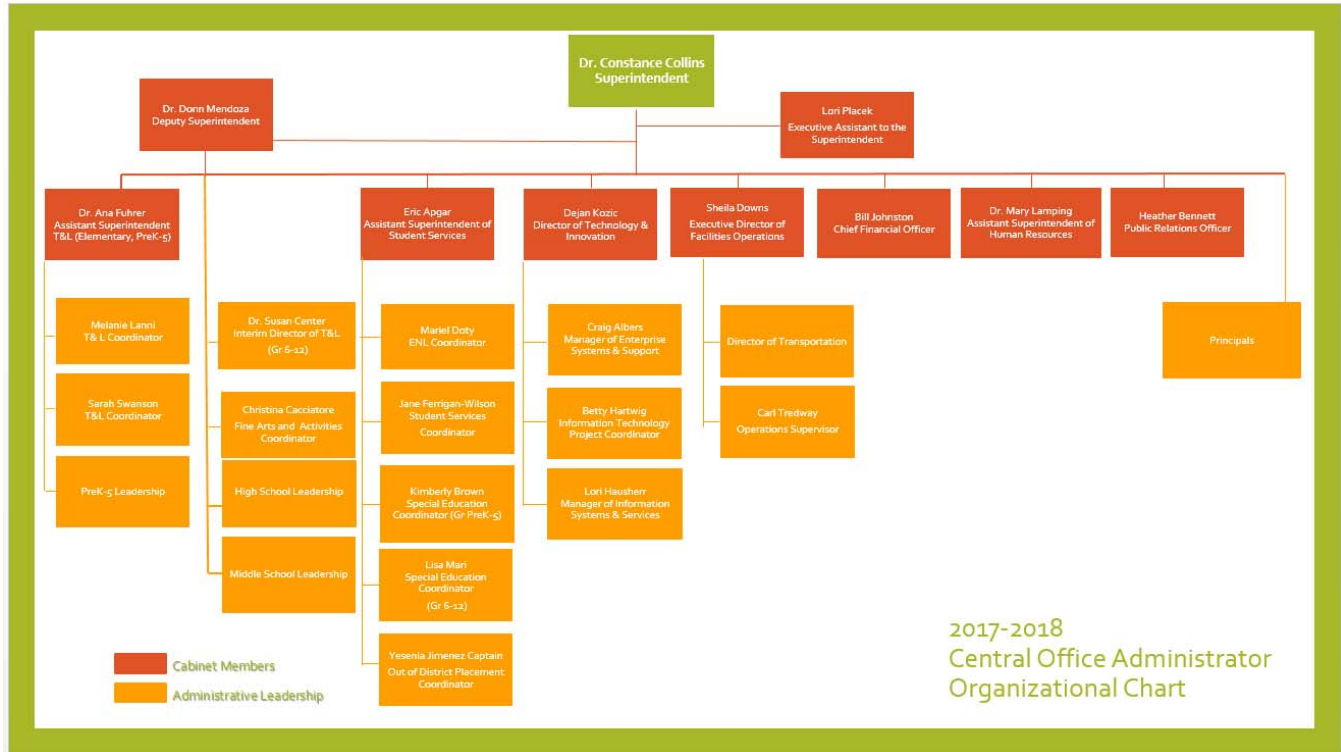 Dr. Constance Collins
Superintendent
Dr. Donn Mendoza
Deputy Superintendent
Lori Placek
Executive Assistant to the
Superintendent
Dr. Ana Fuhrer
Assistant Superintendent
T&L (Elementary, PreK-5)
Eric Apgar
Assistant Superintendent of
Student Services
Dejan Kozic
Director of Technology &
Innovation
Sheila Downs
Executive Director of
Facilities Operations
Bill Johnston
Chief Financial Officer
Dr. Mary Lamping
Assistant Superintendent of
Human Resources
Heather Bennett
Public Relations Officer
Melanie Lanni
T& L Coordinator
Sarah Swanson
T&L Coordinator
PreK-5 Leadership
Dr. Susan Center
Interim Director of T&L
(Gr 6-12)
Christina Cacciatore
Fine Arts and Activities
Coordinator
High School Leadership
Middle School Leadership
Mariel Doty
ENL Coordinator
Jane Ferrigan-Wilson
Student Services
Coordinator
Kimberly Brown
Special Education
Coordinator (Gr PreK-5)
Lisa Mari
Special Education
Coordinator
(Gr 6-12)
Yesenia Jimenez Captain
Out of District Placement
Coordinator
Craig Albers
Manager of Enterprise
Systems & Support
Betty Hartwig
Information Technology
Project Coordinator
Lori Hausherr
Manager of Information
Systems & Services
Director of Transportation
Carl Tredway
Operations Supervisor
Principals
Cabinet Members
Administrative Leadership
2017-2018
Central Office Administrator
Organizational Chart